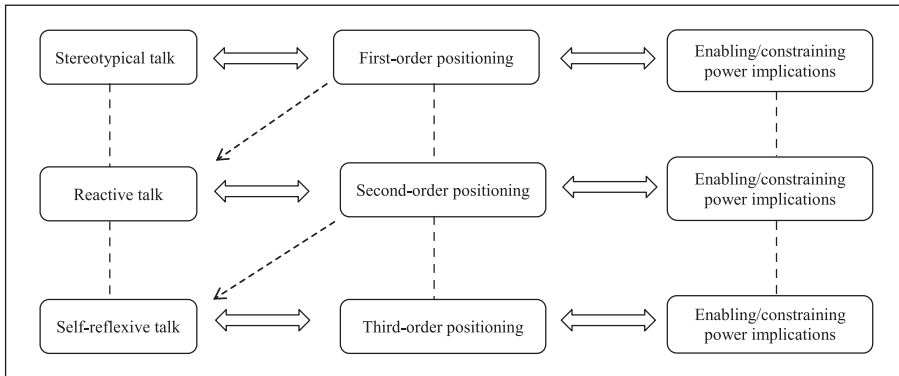 Stereotypical talk
First-order positioning
Enabling/constraining
power implications
Reactive talk
Second-order positioning
Enabling/constraining
power implications
Self-reflexive talk
Third-order positioning
Enabling/constraining
power implications